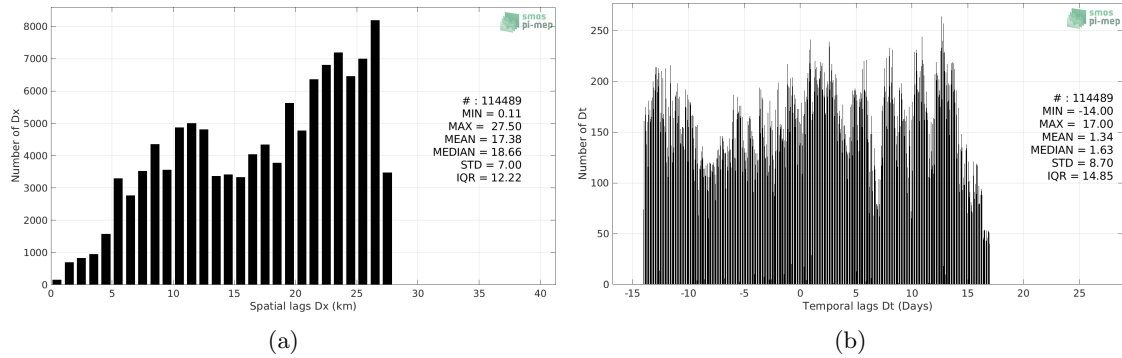 8000
7000
6000
5000
4000
3000
2000
1000
0
0 5 10 15 20 25 30 35 40
Number of Dx
Spatial lags Dx (km)
smos
pi-mep
# : 114489
MIN = 0.11
MAX = 27.50
MEAN = 17.38
MEDIAN = 18.66
STD = 7.00
IQR = 12.22
(a)
250
200
150
100
50
0
-15 -10 -5 0 5 10 15 20 25
Number of Dt
Temporal lags Dt (Days)
smos
pi-mep
# : 114489
MIN = -14.00
MAX = 17.00
MEAN = 1.34
MEDIAN = 1.63
STD = 8.70
IQR = 14.85
(b)